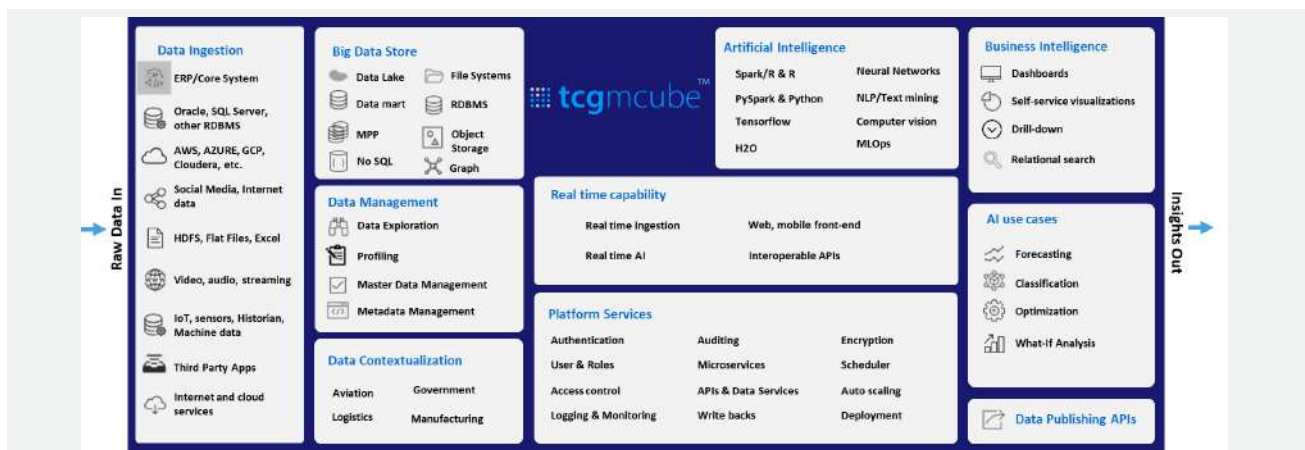 Raw Data In
Data Ingestion
ERP/Core System
Oracle, SQL Server,
other RDBMS
AWS, AZURE, GCP,
Cloudera, etc.
Social Media, Internet
data
HDFS, Flat Files, Excel
Video, audio, streaming
IoT, sensors, Historian,
Machine data
Third Party Apps
Internet and cloud
services
Big Data Store
Data Lake
File Systems
Data mart
RDBMS
MPP
Object
Storage
No SQL
Graph
Data Management
Data Exploration
Profiling
Master Data Management
Metadata Management
Data Contextualization
Aviation
Government
Logistics
Manufacturing
tcgmcube™
Artificial Intelligence
Spark/R & R
Neural Networks
PySpark & Python
NLP/Text mining
Tensorflow
Computer vision
H2O
MLOps
Real time capability
Real time Ingestion
Web, mobile front-end
Real time AI
Interoperable APIs
Platform Services
Authentication
Auditing
Encryption
User & Roles
Microservices
Scheduler
Access control
APIs & Data Services
Auto scaling
Logging & Monitoring
Write backs
Deployment
Business Intelligence
Dashboards
Self-service visualizations
Drill-down
Relational search
AI use cases
Forecasting
Classification
Optimization
What-If Analysis
Data Publishing APIs
Insights Out